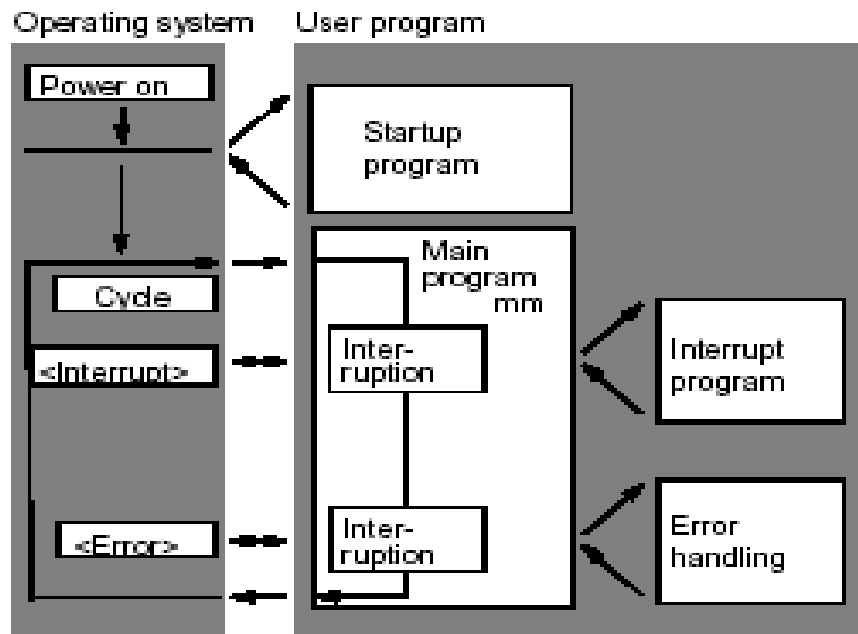 Operating system
User program
Power on
Startup
program
Main
program
mm
Cycle
Inter-
ruption
<Interrupt>
Interrupt
program
Inter-
ruption
<Error>
Error
handling